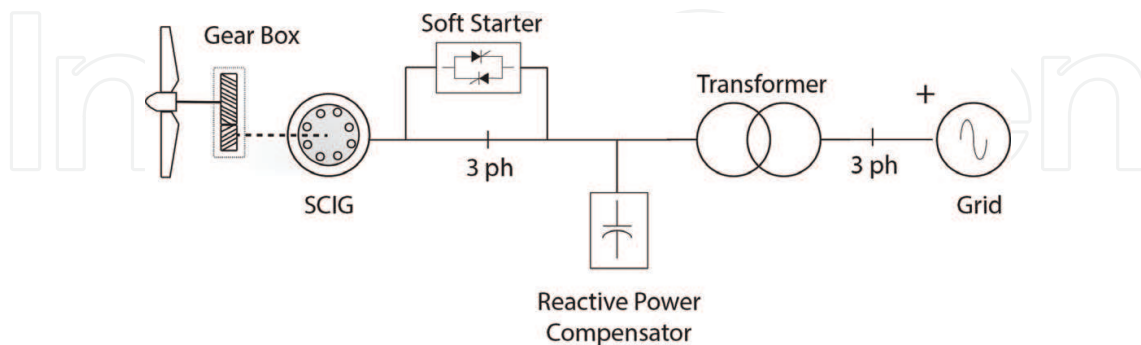 Soft Starter
Gear Box
Transformer
+
3 ph
3 ph
SCIG
Grid
Reactive Power
Compensator